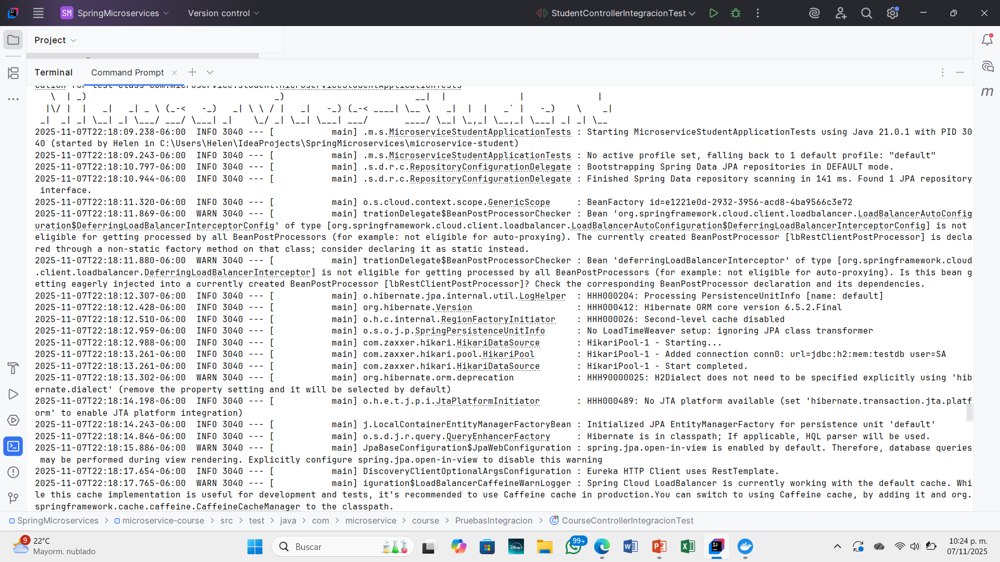 SM SpringMicroservices Version control StudentControllerIntegracionTest
Project
Terminal Command Prompt
cution for test class com.microservice.student.MicroserviceStudentApplicationTests
2025-11-07T22:18:09.238-06:00  INFO 3040 --- [           main] .m.s.MicroserviceStudentApplicationTests : Starting MicroserviceStudentApplicationTests using Java 21.0.1 with PID 30
40 (started by Helen in C:\Users\Helen\IdeaProjects\SpringMicroservices\microservice-student)
2025-11-07T22:18:09.243-06:00  INFO 3040 --- [           main] .m.s.MicroserviceStudentApplicationTests : No active profile set, falling back to 1 default profile: "default"
2025-11-07T22:18:10.797-06:00  INFO 3040 --- [           main] .s.d.r.c.RepositoryConfigurationDelegate : Bootstrapping Spring Data JPA repositories in DEFAULT mode.
2025-11-07T22:18:10.944-06:00  INFO 3040 --- [           main] .s.d.r.c.RepositoryConfigurationDelegate : Finished Spring Data repository scanning in 141 ms. Found 1 JPA repository
 interface.
2025-11-07T22:18:11.320-06:00  INFO 3040 --- [           main] o.s.cloud.context.scope.GenericScope     : BeanFactory id=e1221e0d-2932-3956-acd8-4ba9566c3e72
2025-11-07T22:18:11.869-06:00  WARN 3040 --- [           main] trationDelegate$BeanPostProcessorChecker : Bean 'org.springframework.cloud.client.loadbalancer.LoadBalancerAutoConfig
uration$DeferringLoadBalancerInterceptorConfig' of type [org.springframework.cloud.client.loadbalancer.LoadBalancerAutoConfiguration$DeferringLoadBalancerInterceptorConfig] is not
eligible for getting processed by all BeanPostProcessors (for example: not eligible for auto-proxying). The currently created BeanPostProcessor [lbRestClientPostProcessor] is decla
red through a non-static factory method on that class; consider declaring it as static instead.
2025-11-07T22:18:11.880-06:00  WARN 3040 --- [           main] trationDelegate$BeanPostProcessorChecker : Bean 'deferringLoadBalancerInterceptor' of type [org.springframework.cloud
.client.loadbalancer.DeferringLoadBalancerInterceptor] is not eligible for getting processed by all BeanPostProcessors (for example: not eligible for auto-proxying). Is this bean g
etting eagerly injected into a currently created BeanPostProcessor [lbRestClientPostProcessor]? Check the corresponding BeanPostProcessor declaration and its dependencies.
2025-11-07T22:18:12.307-06:00  INFO 3040 --- [           main] o.hibernate.jpa.internal.util.LogHelper  : HHH000204: Processing PersistenceUnitInfo [name: default]
2025-11-07T22:18:12.428-06:00  INFO 3040 --- [           main] org.hibernate.Version                    : HHH000412: Hibernate ORM core version 6.5.2.Final
2025-11-07T22:18:12.510-06:00  INFO 3040 --- [           main] o.h.c.internal.RegionFactoryInitiator    : HHH000026: Second-level cache disabled
2025-11-07T22:18:12.959-06:00  INFO 3040 --- [           main] o.s.o.j.p.SpringPersistenceUnitInfo      : No LoadTimeWeaver setup: ignoring JPA class transformer
2025-11-07T22:18:12.988-06:00  INFO 3040 --- [           main] com.zaxxer.hikari.HikariDataSource       : HikariPool-1 - Starting...
2025-11-07T22:18:13.261-06:00  INFO 3040 --- [           main] com.zaxxer.hikari.pool.HikariPool        : HikariPool-1 - Added connection conn0: url=jdbc:h2:mem:testdb user=SA
2025-11-07T22:18:13.261-06:00  INFO 3040 --- [           main] com.zaxxer.hikari.HikariDataSource       : HikariPool-1 - Start completed.
2025-11-07T22:18:13.302-06:00  WARN 3040 --- [           main] org.hibernate.orm.deprecation            : HHH90000025: H2Dialect does not need to be specified explicitly using 'hib
ernate.dialect' (remove the property setting and it will be selected by default)
2025-11-07T22:18:14.198-06:00  INFO 3040 --- [           main] o.h.e.t.j.p.i.JtaPlatformInitiator       : HHH000489: No JTA platform available (set 'hibernate.transaction.jta.platf
orm' to enable JTA platform integration)
2025-11-07T22:18:14.243-06:00  INFO 3040 --- [           main] j.LocalContainerEntityManagerFactoryBean : Initialized JPA EntityManagerFactory for persistence unit 'default'
2025-11-07T22:18:14.846-06:00  INFO 3040 --- [           main] o.s.d.j.r.query.QueryEnhancerFactory     : Hibernate is in classpath; If applicable, HQL parser will be used.
2025-11-07T22:18:15.886-06:00  WARN 3040 --- [           main] JpaBaseConfiguration$JpaWebConfiguration : spring.jpa.open-in-view is enabled by default. Therefore, database queries
 may be performed during view rendering. Explicitly configure spring.jpa.open-in-view to disable this warning
2025-11-07T22:18:17.654-06:00  INFO 3040 --- [           main] DiscoveryClientOptionalArgsConfiguration : Eureka HTTP Client uses RestTemplate.
2025-11-07T22:18:17.765-06:00  WARN 3040 --- [           main] iguration$LoadBalancerCaffeineWarnLogger : Spring Cloud LoadBalancer is currently working with the default cache. Whi
le this cache implementation is useful for development and tests, it's recommended to use Caffeine cache in production.You can switch to using Caffeine cache, by adding it and org.
springframework.cache.caffeine.CaffeineCacheManager to the classpath.
SpringMicroservices > microservice-course > src > test > java > com > microservice > course > PruebasIntegracion > CourseControllerIntegracionTest
9 22°C
Mayorm. nublado
Buscar
99+
10:24 p. m.
07/11/2025